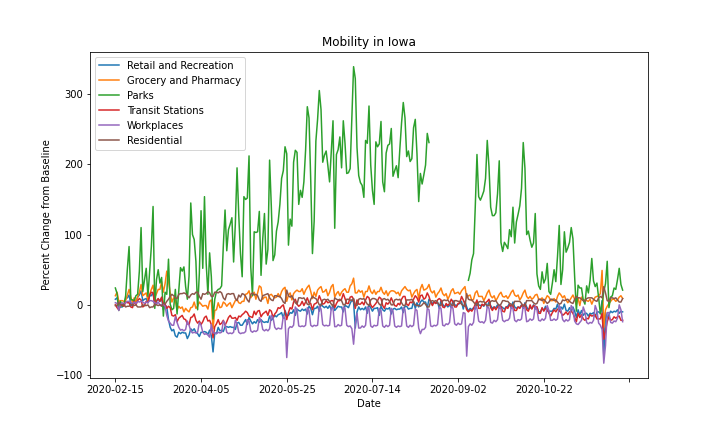 Mobility in Iowa
Retail and Recreation
Grocery and Pharmacy
Parks
Transit Stations
Workplaces
Residential
Percent Change from Baseline
300
200
100
0
−100
2020-02-15
2020-04-05
2020-05-25
2020-07-14
2020-09-02
2020-10-22
Date